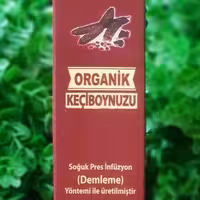 ORGANİK
KEÇİBOYNUZU
Soğuk Pres İnfüzyon
(Demleme)
Yöntemi ile üretilmiştir